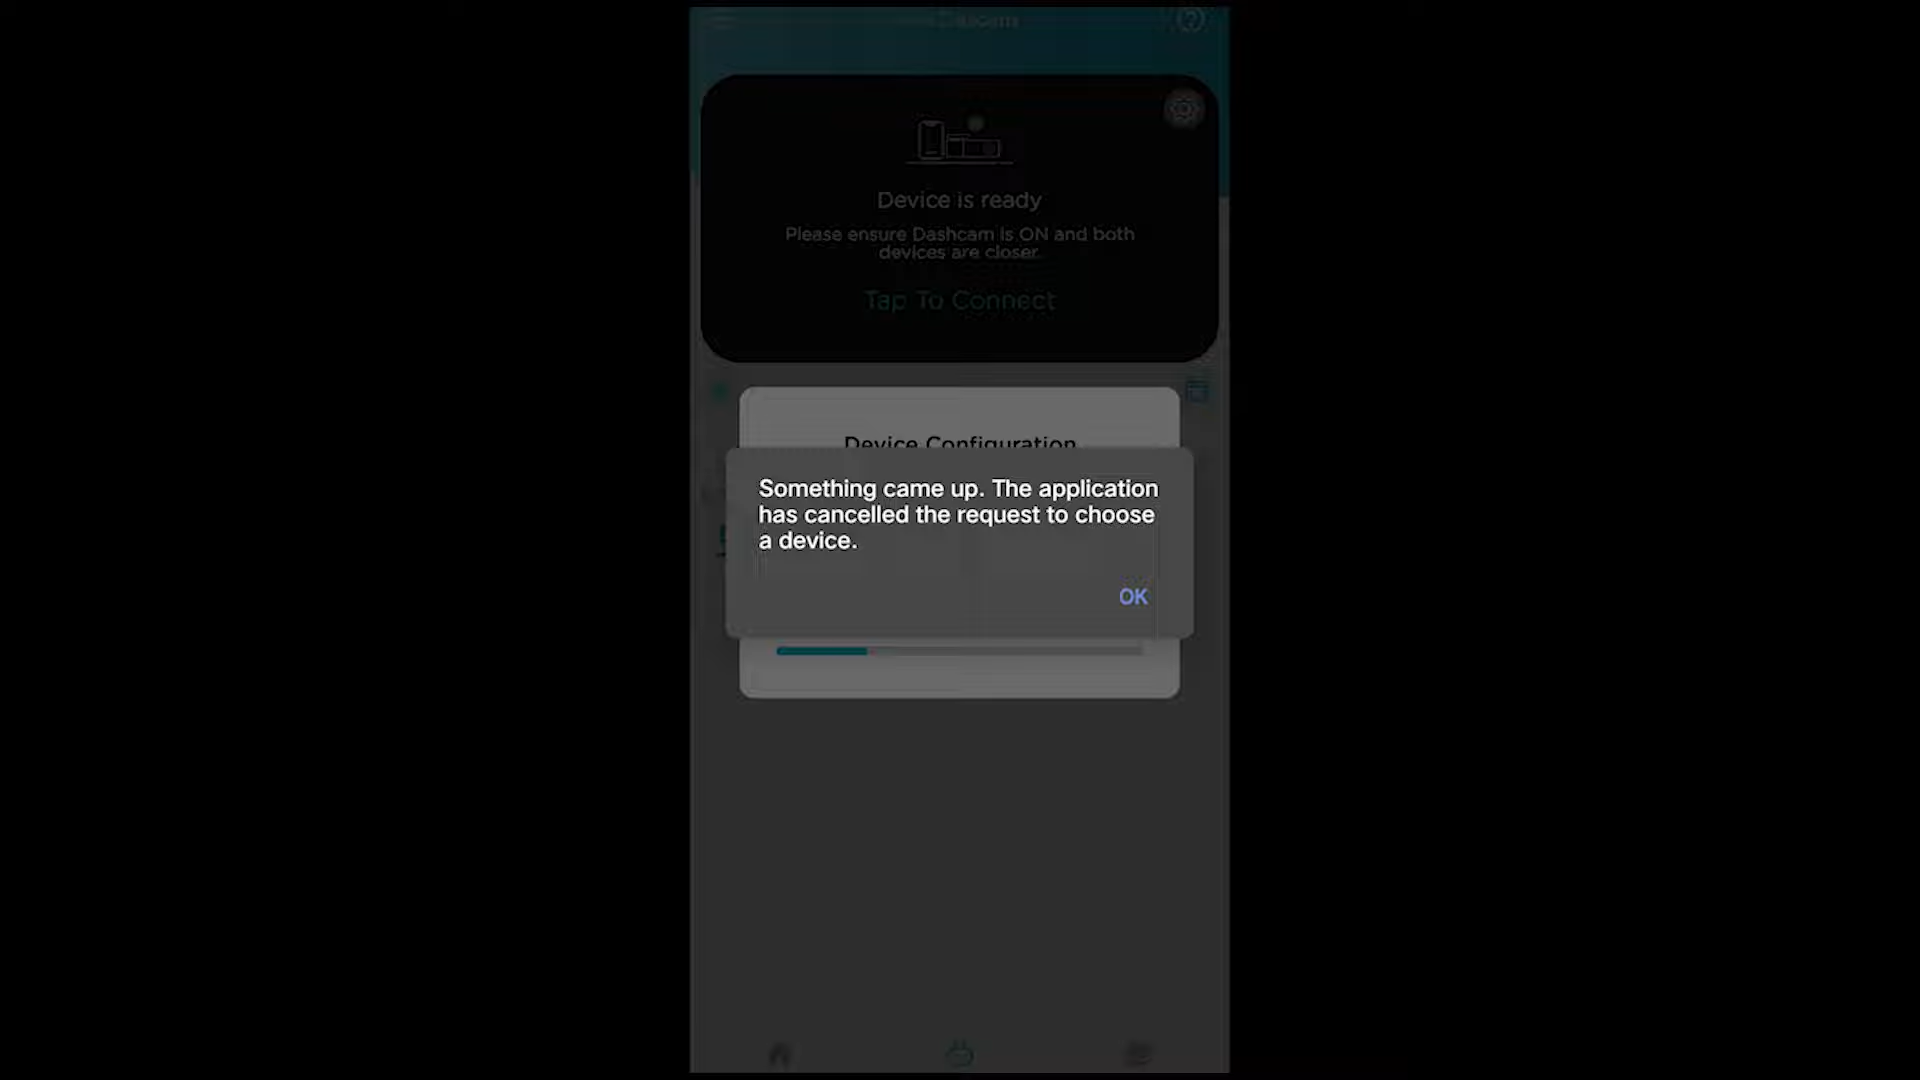 Device is ready
Please ensure Dashcam is ON and both
devices are closer.
Tap To Connect
Device Configuration
Something came up. The application
has cancelled the request to choose
a device.
OK